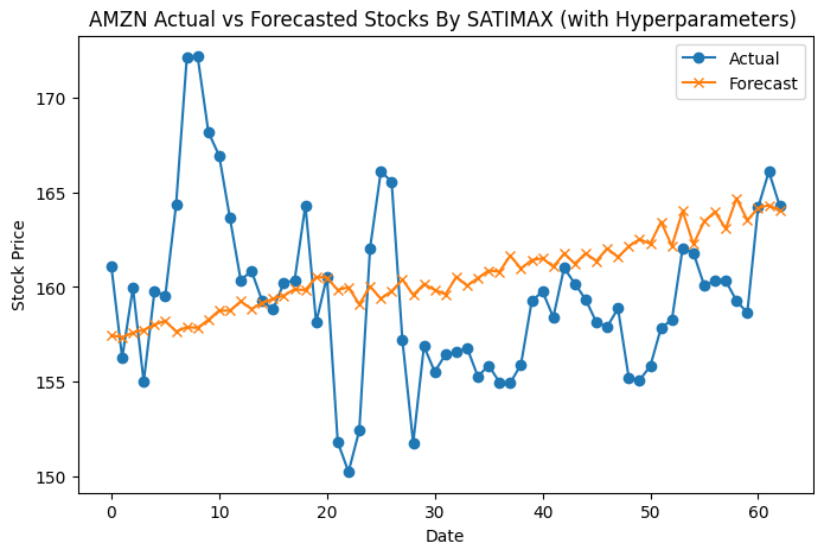 AMZN Actual vs Forecasted Stocks By SATIMAX (with Hyperparameters)
Actual
Forecast
Stock Price
170
165
160
155
150
0 10 20 30 40 50 60
Date